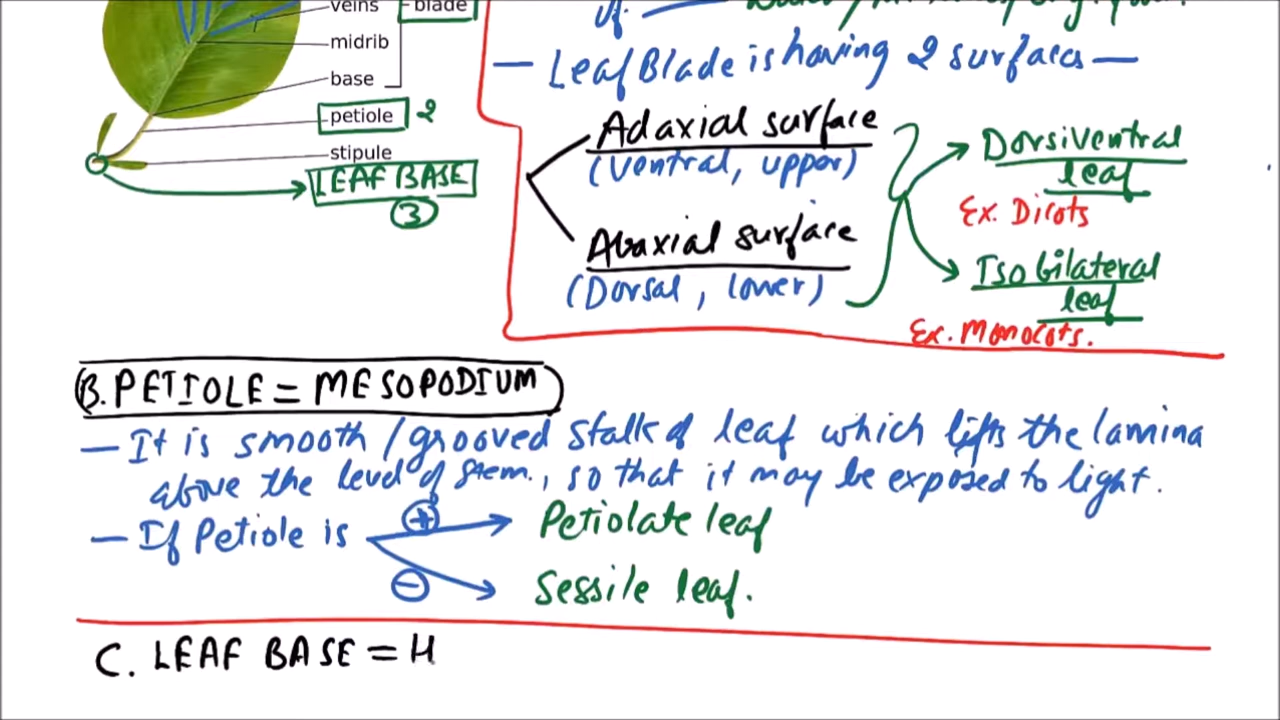 veins
blade
midrib
base
petiole 2
stipule
LEAF BASE
3
of.
— Leaf Blade is having 2 surfaces —
Adaxial surface
(Ventral, upper)
Abaxial surface
(Dorsal, lower)
Dorsiventral
leaf
Ex. Dicots
Isobilateral
leaf
Ex. Monocots.
B. PETIOLE = MESOPODIUM
— It is smooth/grooved stalk of leaf which lifts the lamina
above the level of stem., so that it may be exposed to light.
— If Petiole is
+ Petiolate leaf
− Sessile leaf.
C. LEAF BASE = H